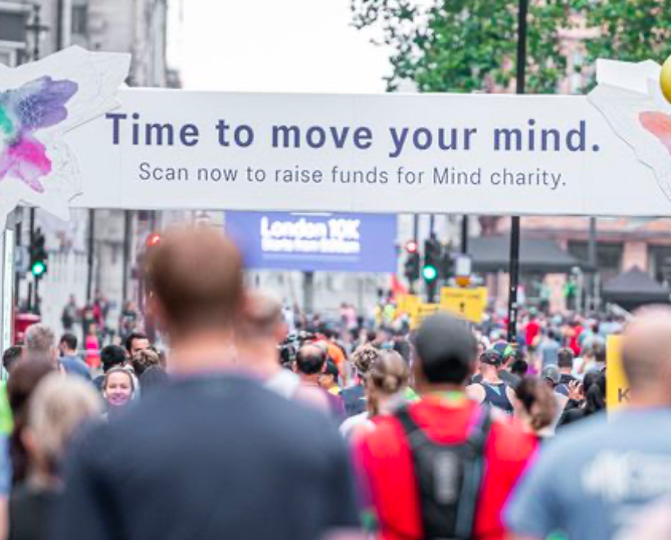 Time to move your mind.
Scan now to raise funds for Mind charity.
London 10K